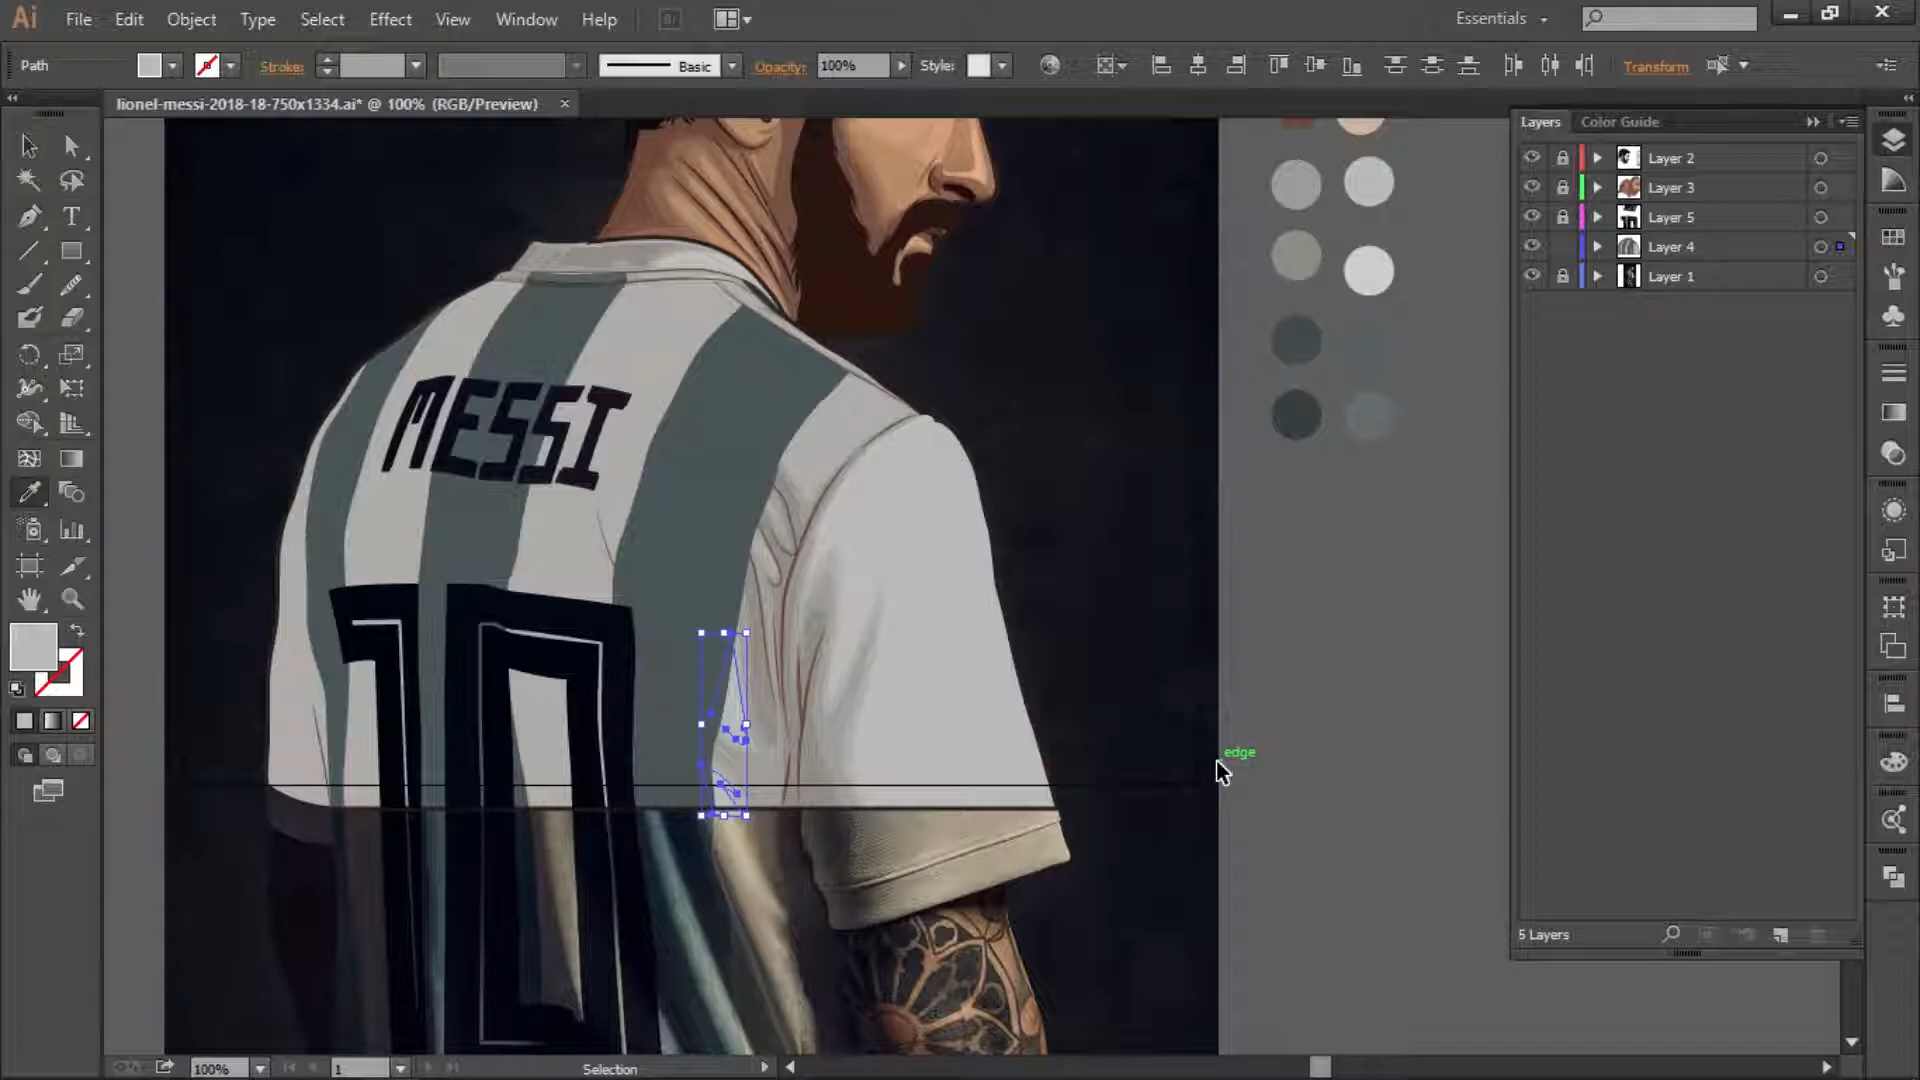 Ai File Edit Object Type Select Effect View Window Help Br Essentials
Path Stroke: Basic Opacity: 100% Style: Transform
lionel-messi-2018-18-750x1334.ai* @ 100% (RGB/Preview) ×
Layers Color Guide
Layer 2
Layer 3
Layer 5
Layer 4
Layer 1
MESSI
10
edge
5 Layers
100% 1 Selection